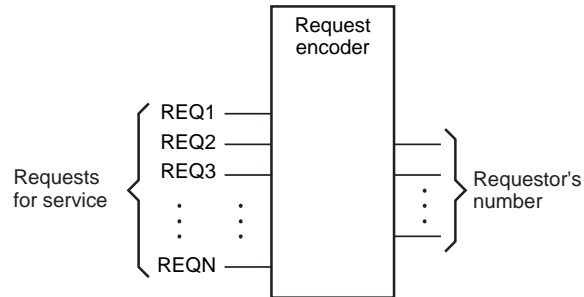 Request
encoder
REQ1
REQ2
REQ3
REQN
Requests
for service
Requestor's
number